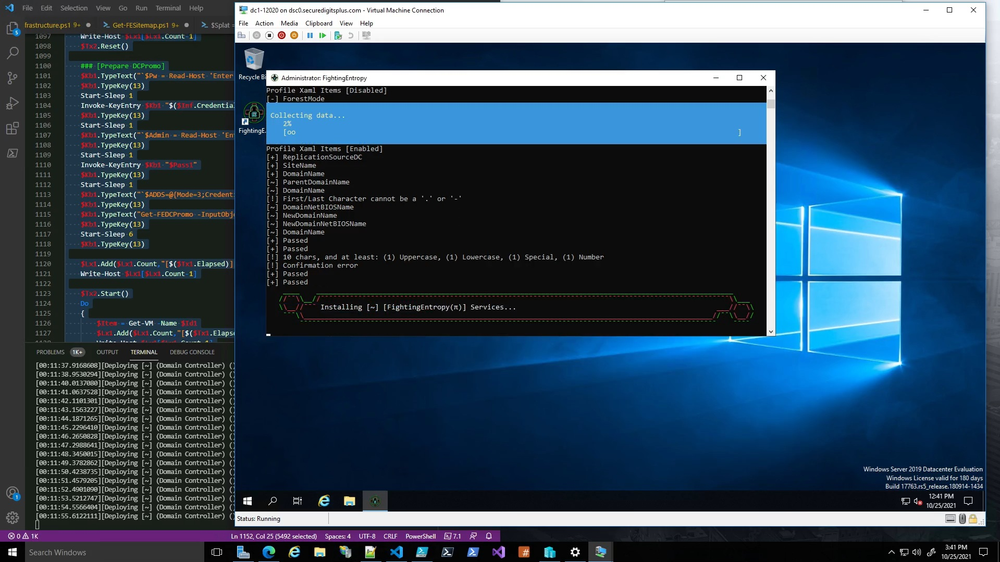 File Edit Selection View Go Run Terminal Help
frastructure.ps1 9+
Get-FESitemap.ps1 9+
$Splat =
1097 Write-Host $Lx1[$Lx1.Count-1]
1098 $Tx2.Reset()
1099
1100 ### [Prepare DCPromo]
1101 $Kb1.TypeText("`$Pw = Read-Host 'Enter
1102 $Kb1.TypeKey(13)
1103 Start-Sleep 1
1104 Invoke-KeyEntry $Kb1 "$($Inf.Credential
1105 $Kb1.TypeKey(13)
1106 Start-Sleep 1
1107 $Kb1.TypeText("`$Admin = Read-Host 'En
1108 $Kb1.TypeKey(13)
1109 Start-Sleep 1
1110 Invoke-KeyEntry $Kb1 "$Pass1"
1111 $Kb1.TypeKey(13)
1112 Start-Sleep 1
1113 $Kb1.TypeText("`$ADDS=@{Mode=3;Credent
1114 $Kb1.TypeKey(13)
1115 $Kb1.TypeText("Get-FEDCPromo -InputObj
1116 $Kb1.TypeKey(13)
1117 Start-Sleep 6
1118 $Kb1.TypeKey(13)
1119
1120 $Lx1.Add($Lx1.Count,"[$($Tx1.Elapsed)]
1121 Write-Host $Lx1[$Lx1.Count-1]
1122
1123 $Tx2.Start()
1124 Do
1125 {
1126 $Item = Get-VM -Name $Id1
1127 $Lx1.Add($Lx1.Count,"[$($Tx1.Elapse
1128 Write-Host $Lx1[$Lx1.Count-1]
PROBLEMS 1K+ OUTPUT TERMINAL DEBUG CONSOLE
[00:11:37.9168608][Deploying [~] (Domain Controller) ()
[00:11:38.9530294][Deploying [~] (Domain Controller) ()
[00:11:40.0137080][Deploying [~] (Domain Controller) ()
[00:11:41.0637528][Deploying [~] (Domain Controller) ()
[00:11:42.1101301][Deploying [~] (Domain Controller) ()
[00:11:43.1563227][Deploying [~] (Domain Controller) ()
[00:11:44.1871265][Deploying [~] (Domain Controller) ()
[00:11:45.2296410][Deploying [~] (Domain Controller) ()
[00:11:46.2650828][Deploying [~] (Domain Controller) ()
[00:11:47.2988641][Deploying [~] (Domain Controller) ()
[00:11:48.3450015][Deploying [~] (Domain Controller) ()
[00:11:49.3782862][Deploying [~] (Domain Controller) ()
[00:11:50.4238735][Deploying [~] (Domain Controller) ()
[00:11:51.4579205][Deploying [~] (Domain Controller) ()
[00:11:52.4901090][Deploying [~] (Domain Controller) ()
[00:11:53.5212747][Deploying [~] (Domain Controller) ()
[00:11:54.5566404][Deploying [~] (Domain Controller) ()
[00:11:55.6122111][Deploying [~] (Domain Controller) ()
5
1
0 1K
Ln 1152, Col 25 (5492 selected) Spaces: 4 UTF-8 CRLF PowerShell 7.1
dc1-12020 on dsc0.securedigitsplus.com - Virtual Machine Connection
File Action Media Clipboard View Help
Recycle Bi
FightingE.
Administrator: FightingEntropy
Profile Xaml Items [Disabled]
[-] ForestMode
Collecting data...
2%
[oo ]
Profile Xaml Items [Enabled]
[+] ReplicationSourceDC
[+] SiteName
[+] DomainName
[~] ParentDomainName
[~] DomainName
[!] First/Last Character cannot be a '.' or '-'
[~] DomainNetBIOSName
[~] NewDomainName
[~] NewDomainNetBIOSName
[~] DomainName
[+] Passed
[+] Passed
[!] 10 chars, and at least: (1) Uppercase, (1) Lowercase, (1) Special, (1) Number
[!] Confirmation error
[+] Passed
[+] Passed
Installing [~] [FightingEntropy(π)] Services...
Windows Server 2019 Datacenter Evaluation
Windows License valid for 180 days
Build 17763.rs5_release.180914-1434
12:41 PM
10/25/2021
Status: Running
Search Windows
3:41 PM
10/25/2021